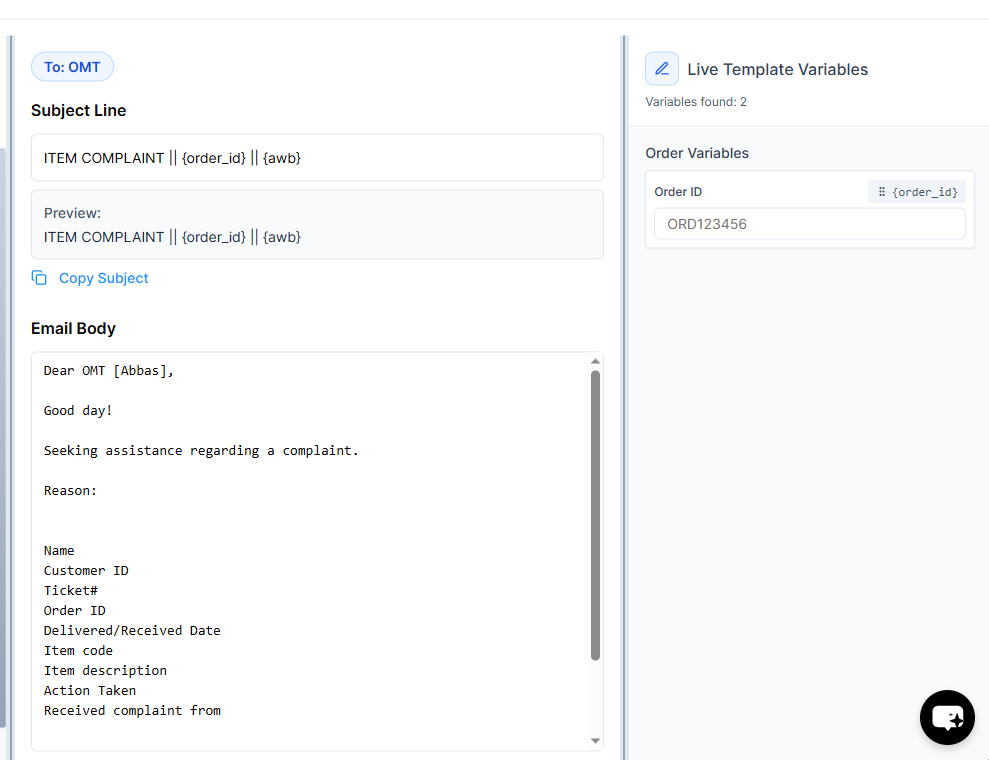 To: OMT
Subject Line
ITEM COMPLAINT || {order_id} || {awb}
Preview:
ITEM COMPLAINT || {order_id} || {awb}
Copy Subject
Email Body
Dear OMT [Abbas],
Good day!
Seeking assistance regarding a complaint.
Reason:
Name
Customer ID
Ticket#
Order ID
Delivered/Received Date
Item code
Item description
Action Taken
Received complaint from
Live Template Variables
Variables found: 2
Order Variables
Order ID
{order_id}
ORD123456